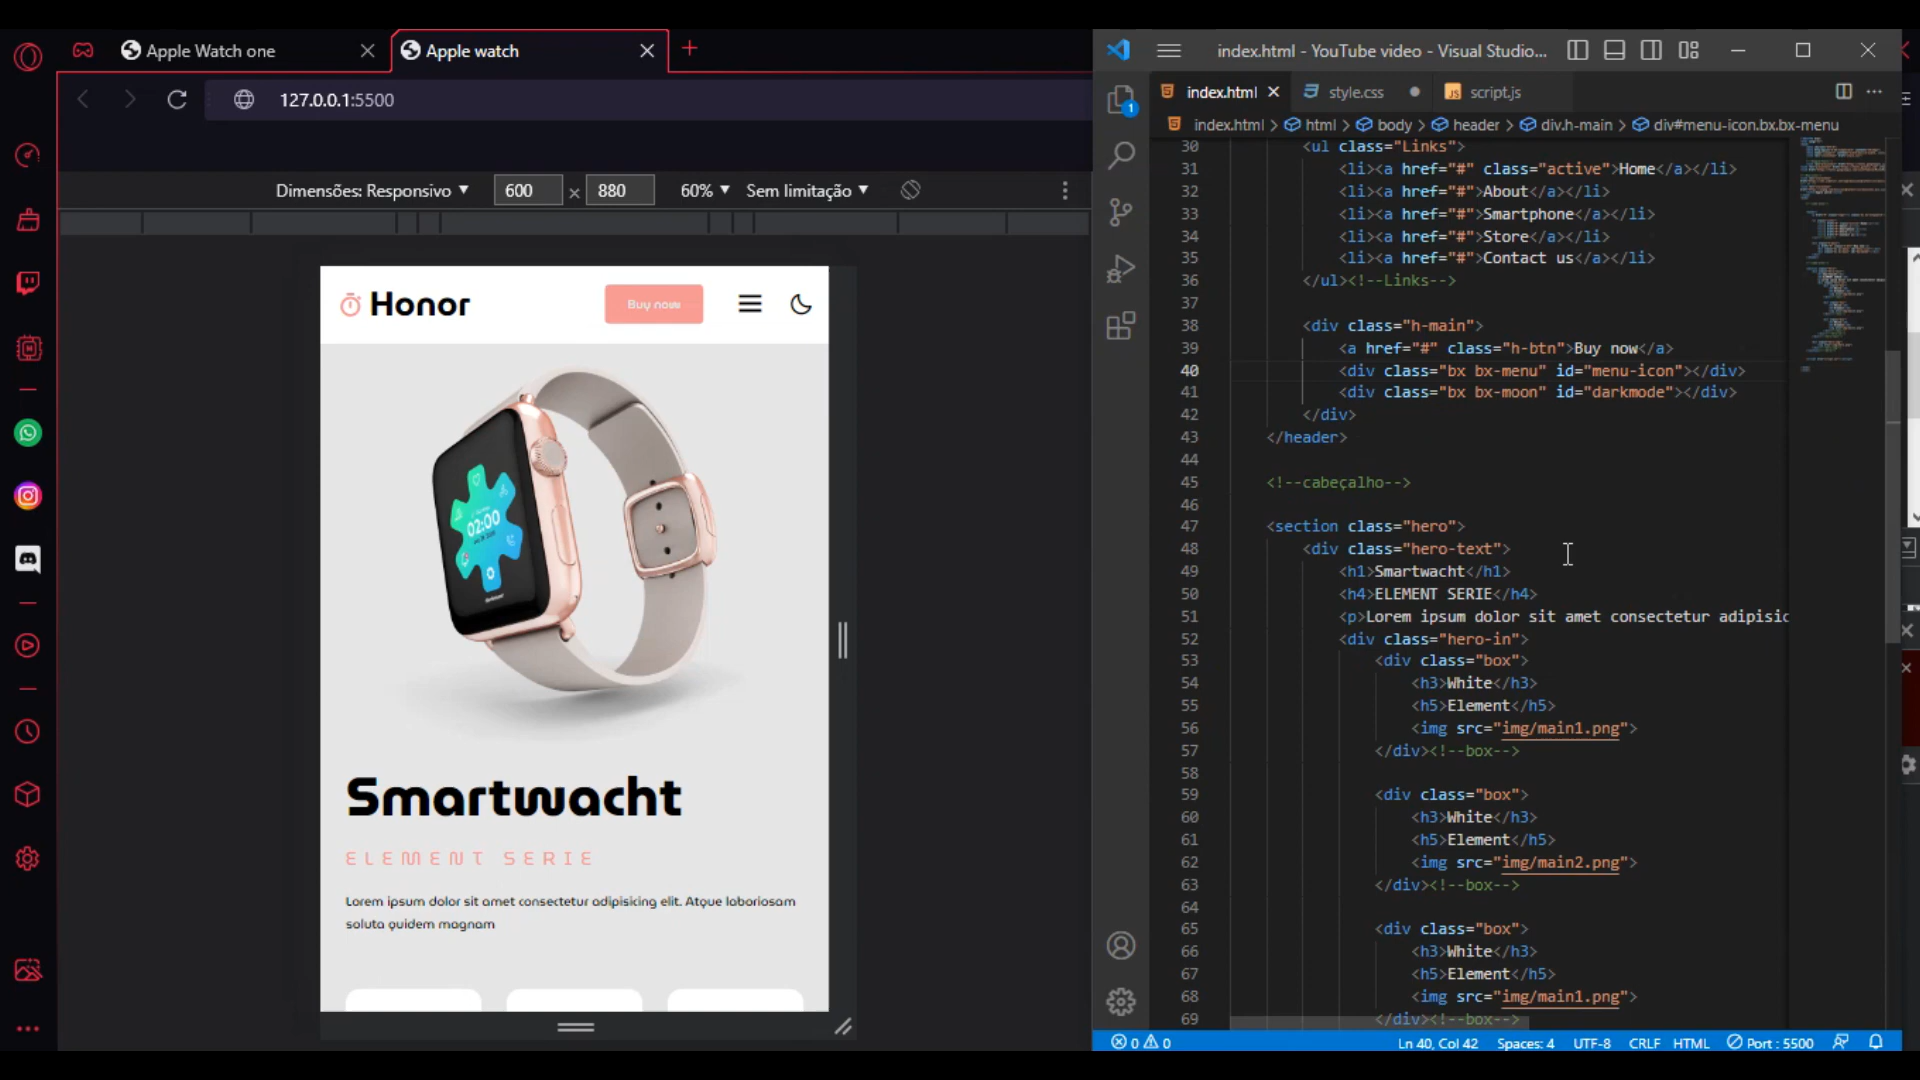 Apple Watch one
Apple watch
127.0.0.1:5500
Dimensões: Responsivo
600 × 880
60%
Sem limitação
Honor
Buy now
02:00
Smartwacht
ELEMENT SERIE
Lorem ipsum dolor sit amet consectetur adipisicing elit. Atque laboriosam
soluta quidem magnam
index.html - YouTube video - Visual Studio...
1
index.html
style.css
JS script.js
index.html > html > body > header > div.h-main > div#menu-icon.bx.bx-menu
30 <ul class="Links">
31 <li><a href="#" class="active">Home</a></li>
32 <li><a href="#">About</a></li>
33 <li><a href="#">Smartphone</a></li>
34 <li><a href="#">Store</a></li>
35 <li><a href="#">Contact us</a></li>
36 </ul><!--Links-->
37
38 <div class="h-main">
39 <a href="#" class="h-btn">Buy now</a>
40 <div class="bx bx-menu" id="menu-icon"></div>
41 <div class="bx bx-moon" id="darkmode"></div>
42 </div>
43 </header>
44
45 <!--cabeçalho-->
46
47 <section class="hero">
48 <div class="hero-text">
49 <h1>Smartwacht</h1>
50 <h4>ELEMENT SERIE</h4>
51 <p>Lorem ipsum dolor sit amet consectetur adipisic
52 <div class="hero-in">
53 <div class="box">
54 <h3>White</h3>
55 <h5>Element</h5>
56 <img src="img/main1.png">
57 </div><!--box-->
58
59 <div class="box">
60 <h3>White</h3>
61 <h5>Element</h5>
62 <img src="img/main2.png">
63 </div><!--box-->
64
65 <div class="box">
66 <h3>White</h3>
67 <h5>Element</h5>
68 <img src="img/main1.png">
69 </div><!--box-->
0 0 Ln 40, Col 42 Spaces: 4 UTF-8 CRLF HTML Port : 5500